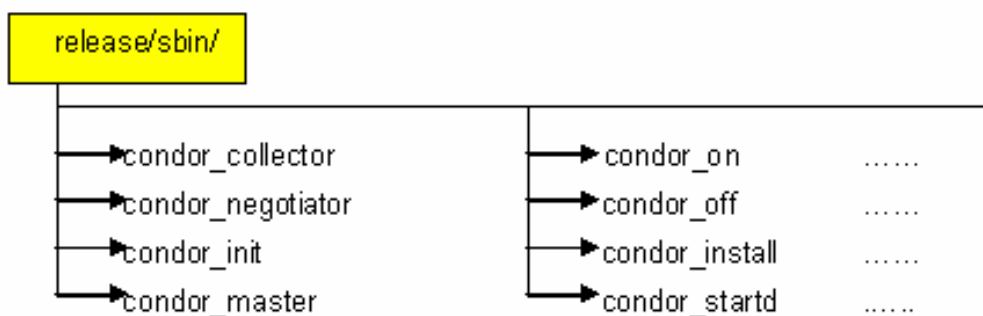 release/sbin/
condor_collector condor_on ......
condor_negotiator condor_off ......
condor_init condor_install ......
condor_master condor_startd ......